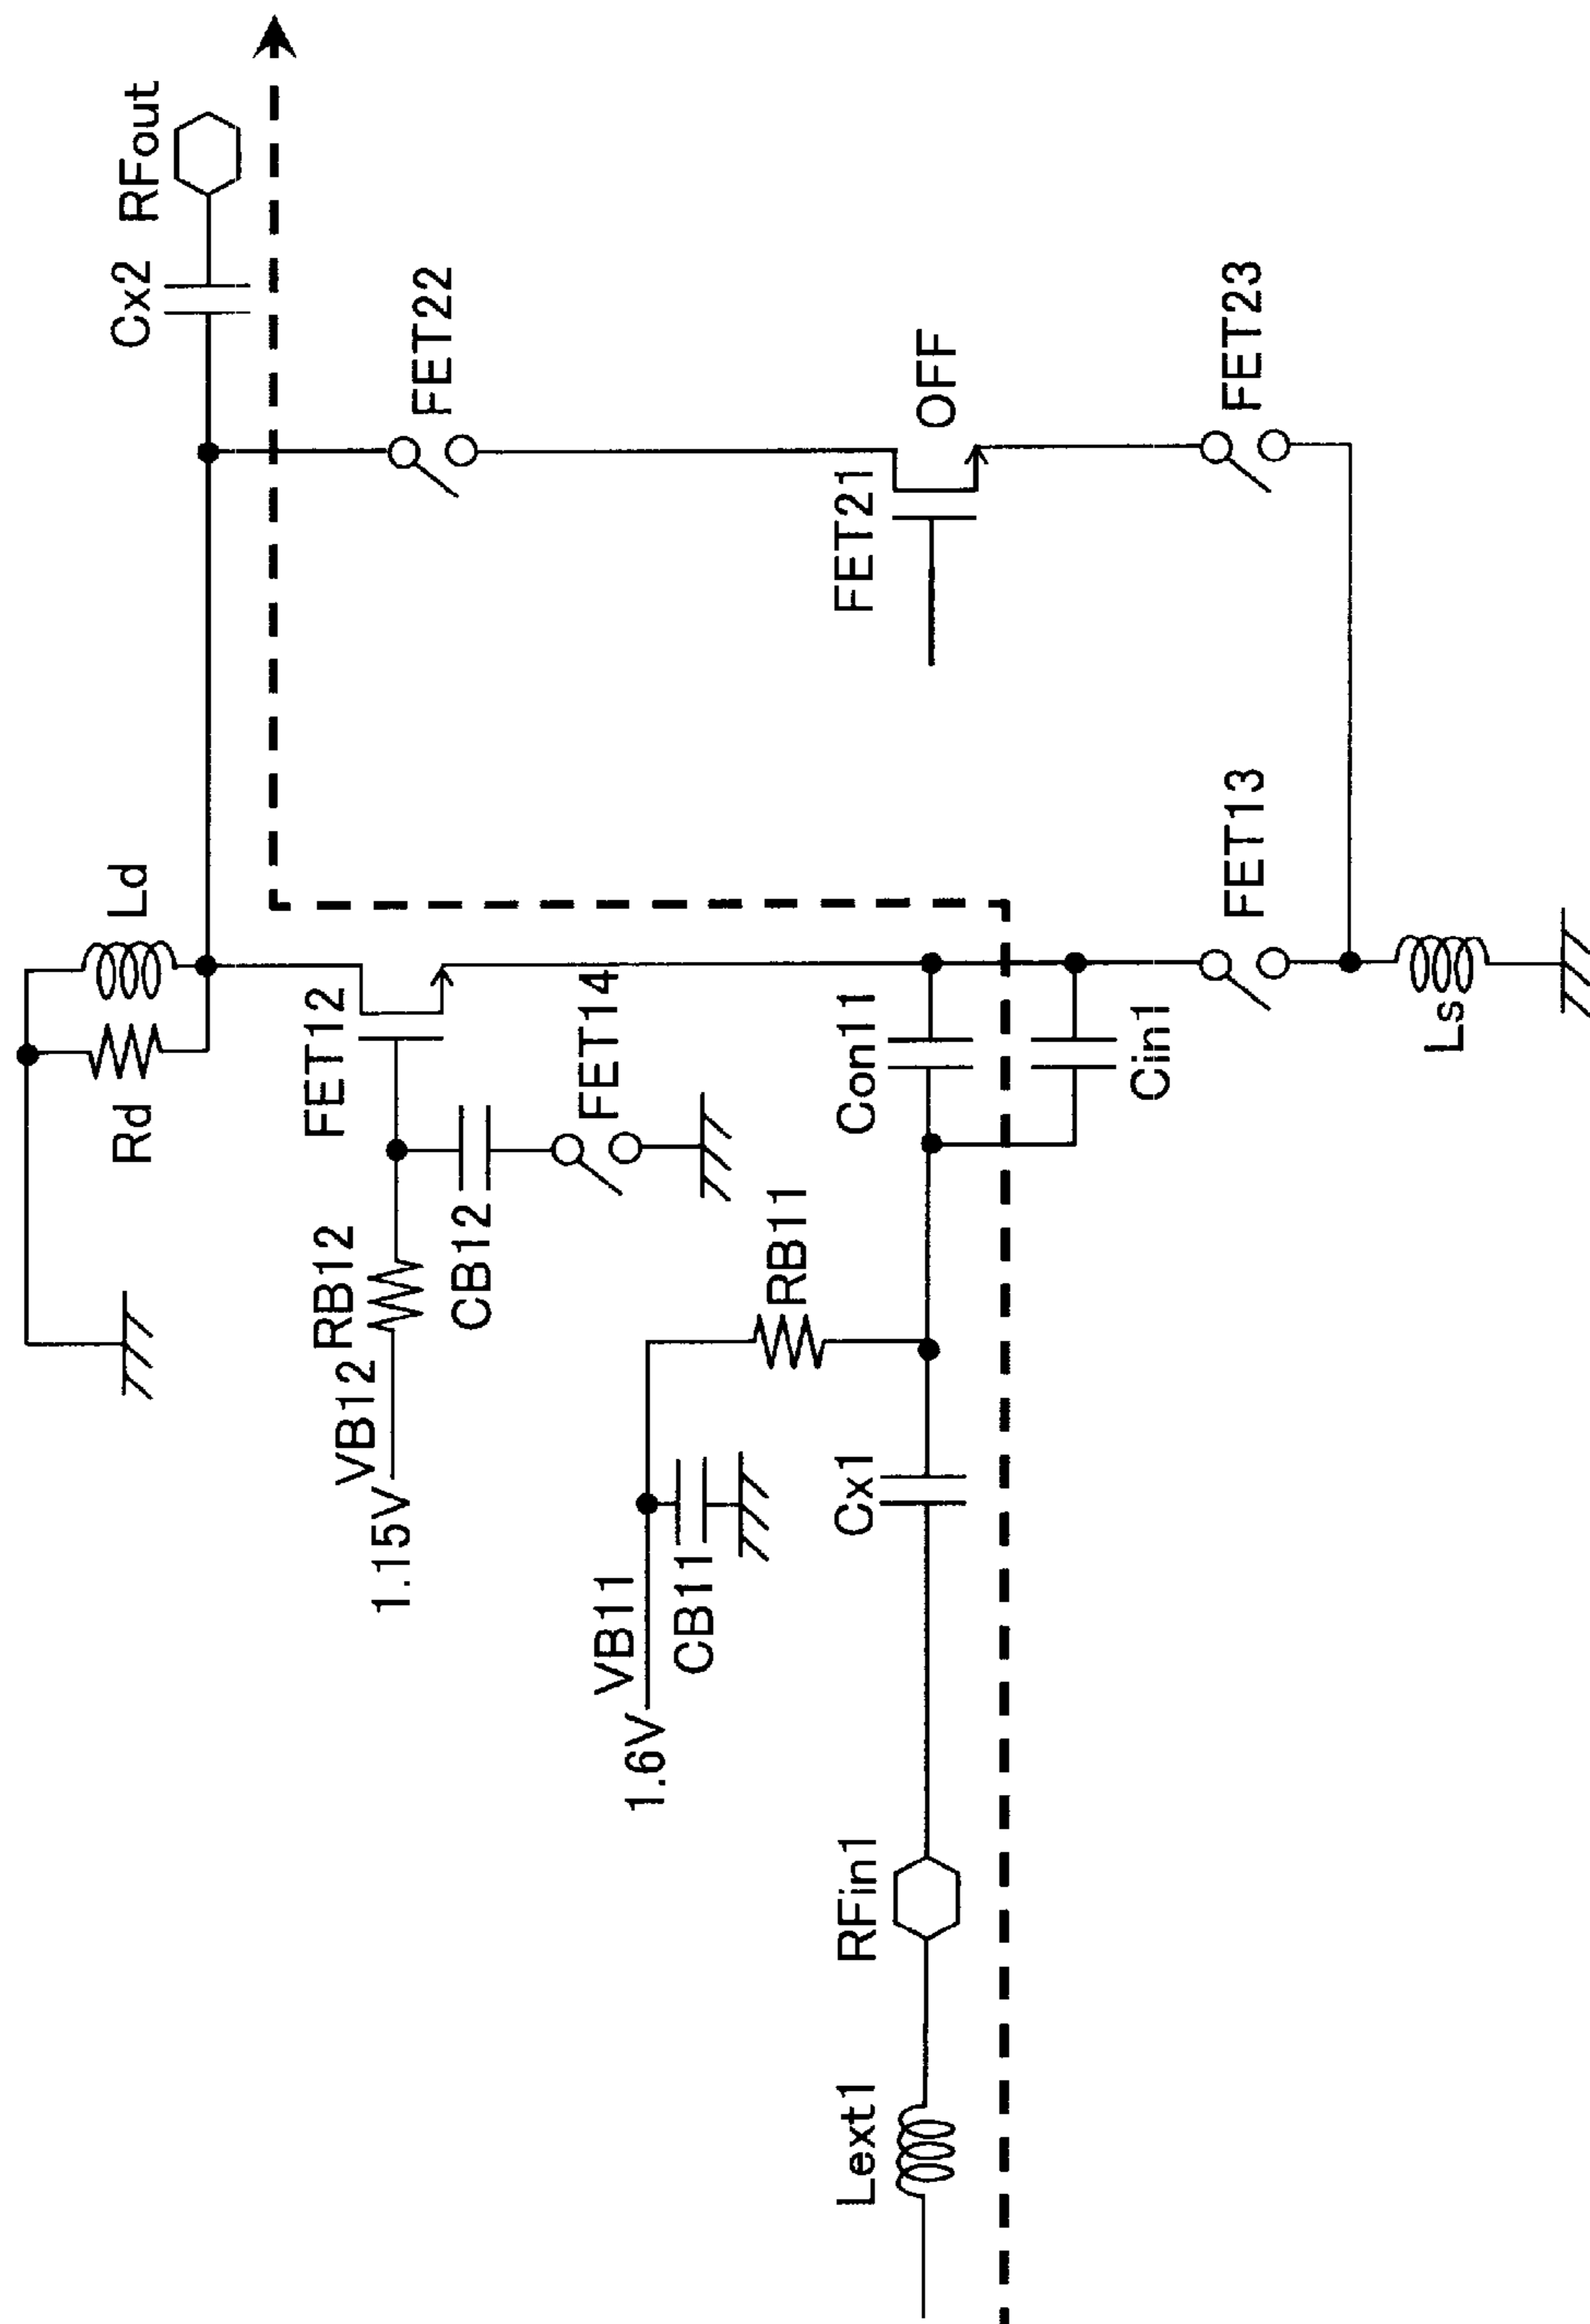 Rd
Ld
Cx2
RFout
VB12
1.15V
RB12
FET12
CB12
FET14
FET22
VB11
1.6V
CB11
RB11
Lext1
RFin1
Cx1
Con11
Cin1
FET21
OFF
FET13
FET23
Ls